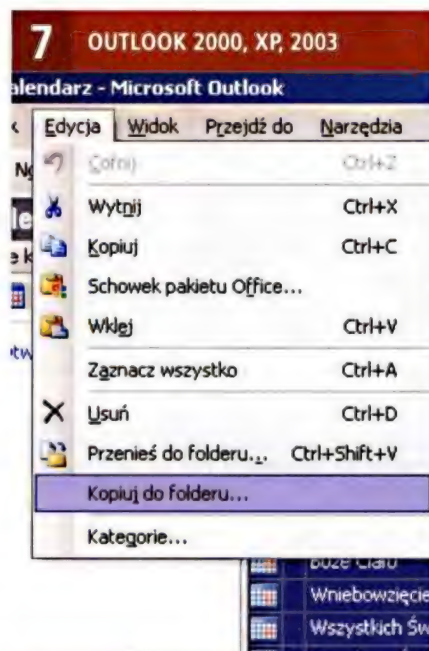 7 OUTLOOK 2000, XP, 2003
alendarz - Microsoft Outlook
Edycja Widok Przejdź do Narzędzia
Cofnij Ctrl+Z
Wytnij Ctrl+X
Kopiuj Ctrl+C
Schowek pakietu Office...
Wklej Ctrl+V
Zaznacz wszystko Ctrl+A
Usuń Ctrl+D
Przenieś do folderu... Ctrl+Shift+V
Kopiuj do folderu...
Kategorie...
Boże Ciało
Wniebowzięcie
Wszystkich Św